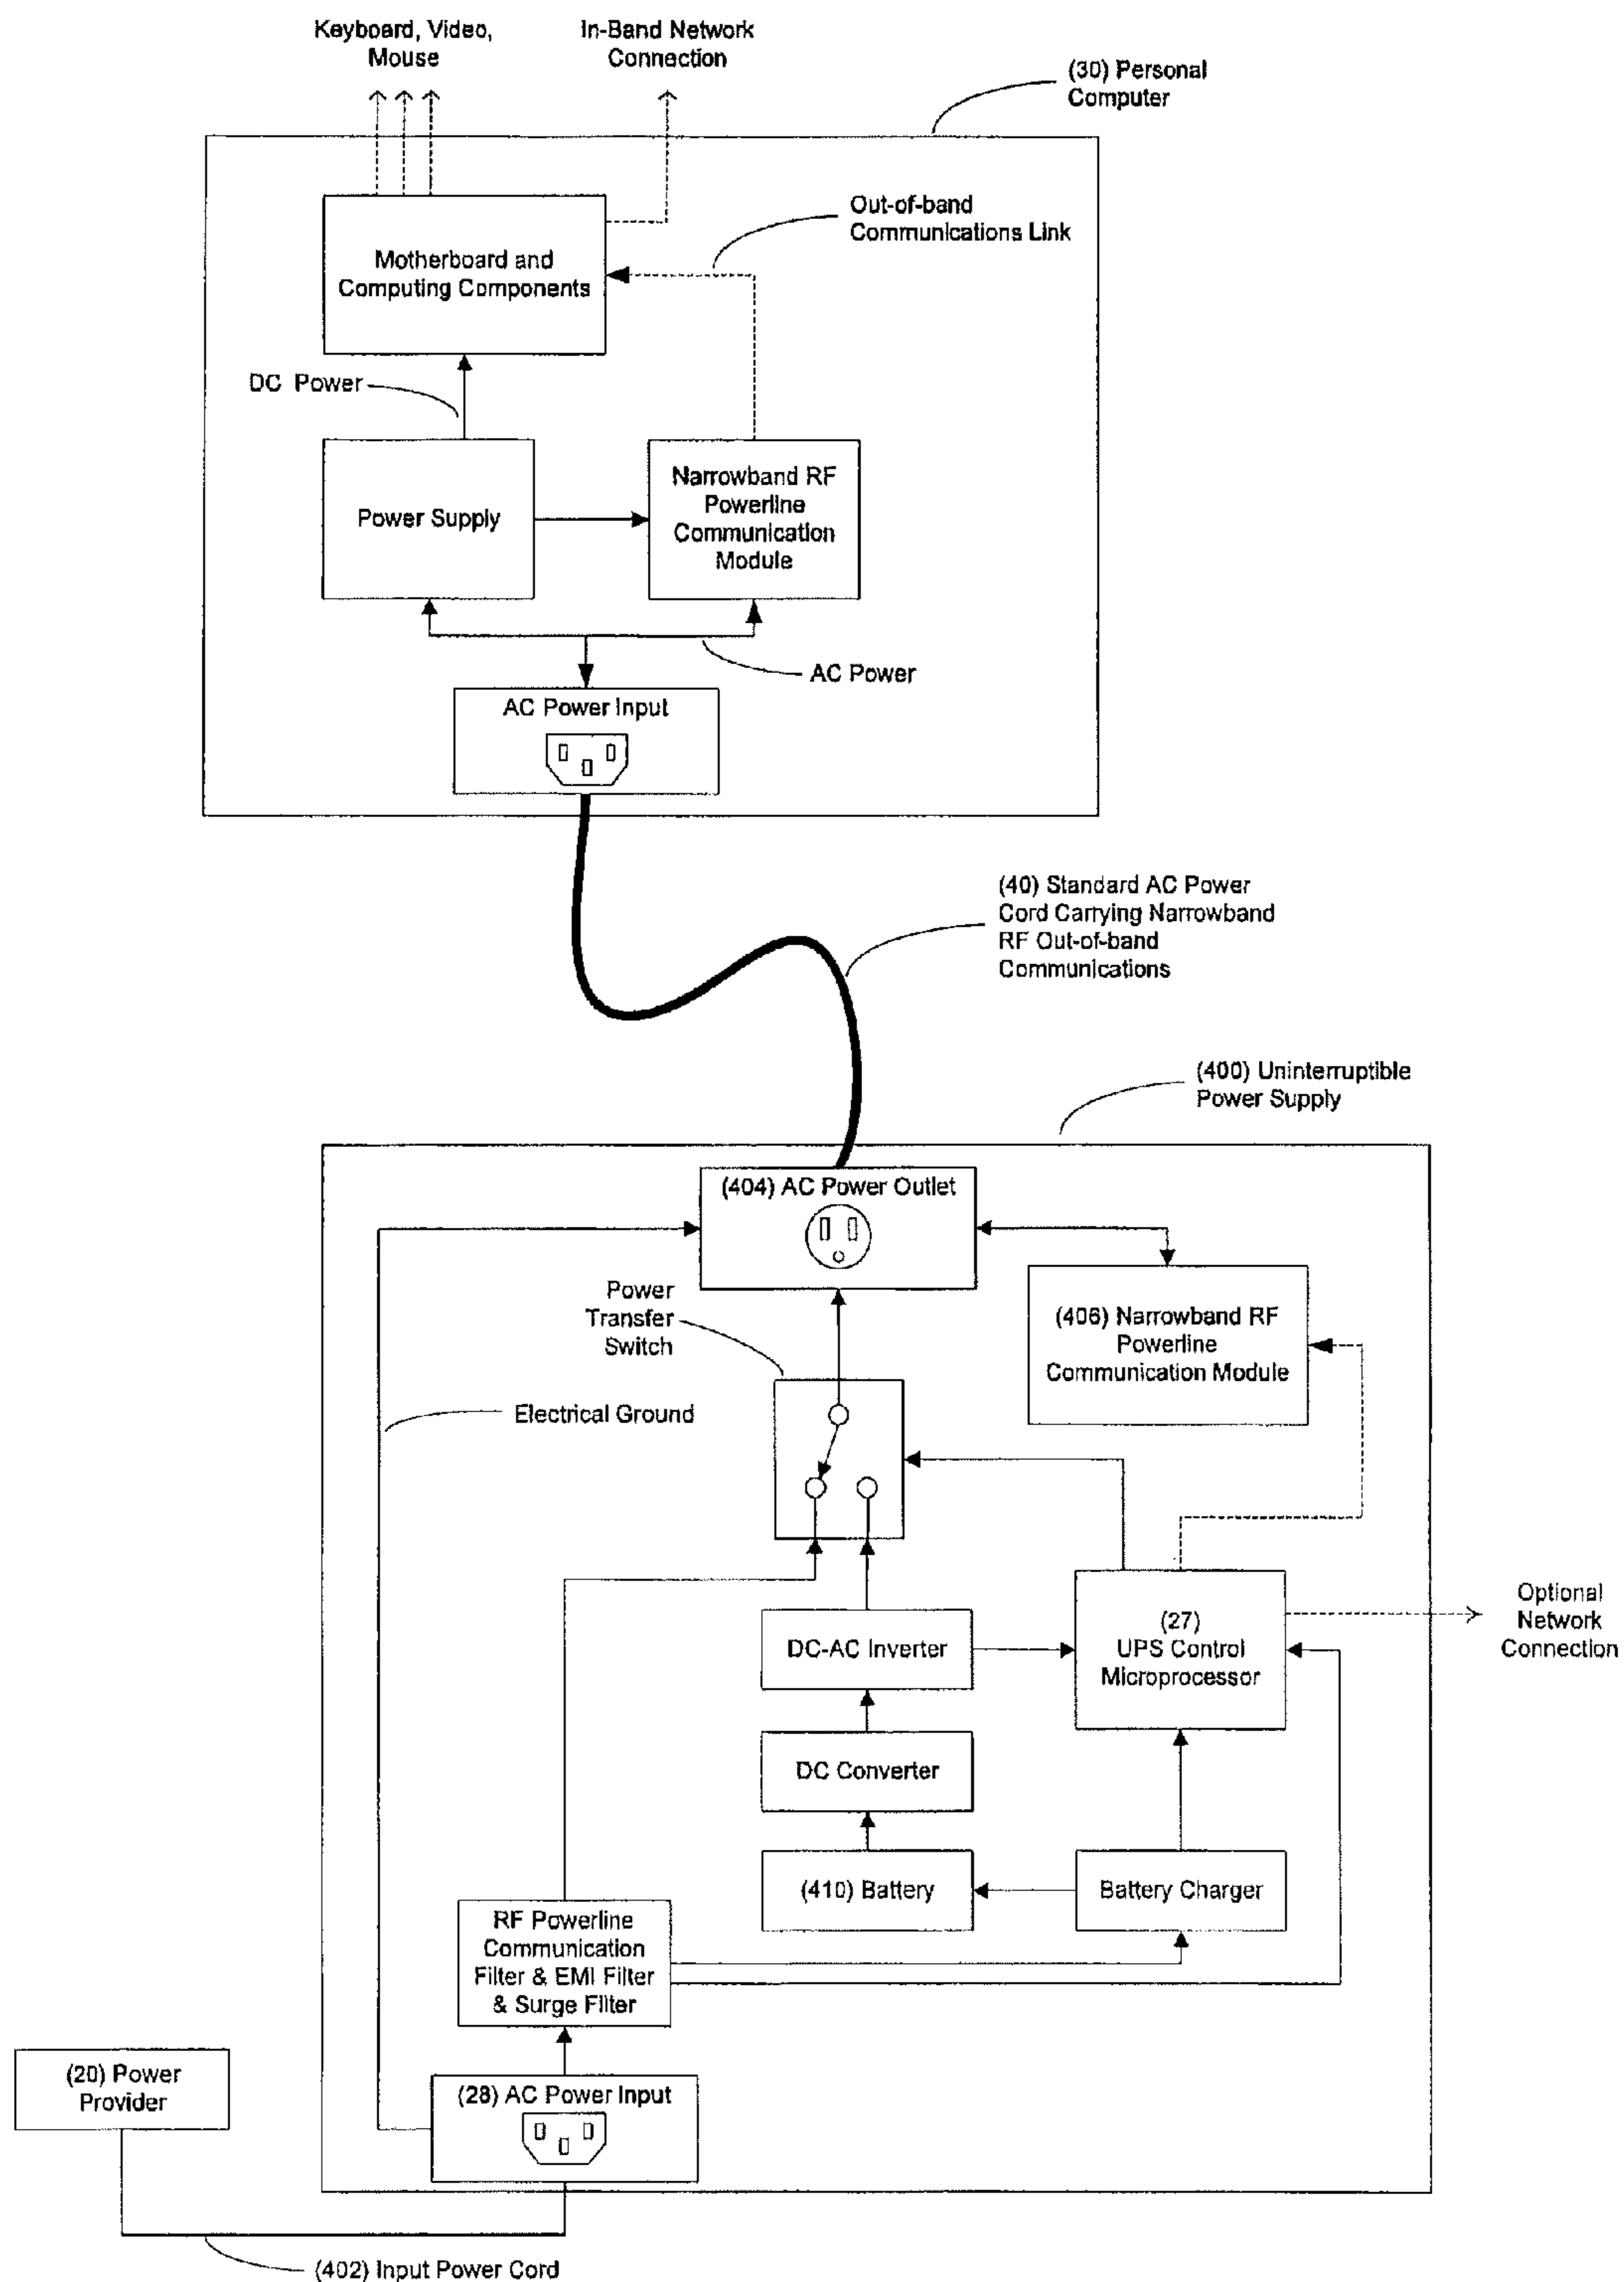 Keyboard, Video,
Mouse
In-Band Network
Connection
(30) Personal
Computer
Out-of-band
Communications Link
Motherboard and
Computing Components
DC Power
Power Supply
Narrowband RF
Powerline
Communication
Module
AC Power
AC Power Input
(40) Standard AC Power
Cord Carrying Narrowband
RF Out-of-band
Communications
(400) Uninterruptible
Power Supply
(404) AC Power Outlet
Power
Transfer
Switch
(406) Narrowband RF
Powerline
Communication Module
Electrical Ground
Optional
Network
Connection
(27)
UPS Control
Microprocessor
DC-AC Inverter
DC Converter
(410) Battery
Battery Charger
RF Powerline
Communication
Filter & EMI Filter
& Surge Filter
(20) Power
Provider
(28) AC Power Input
(402) Input Power Cord